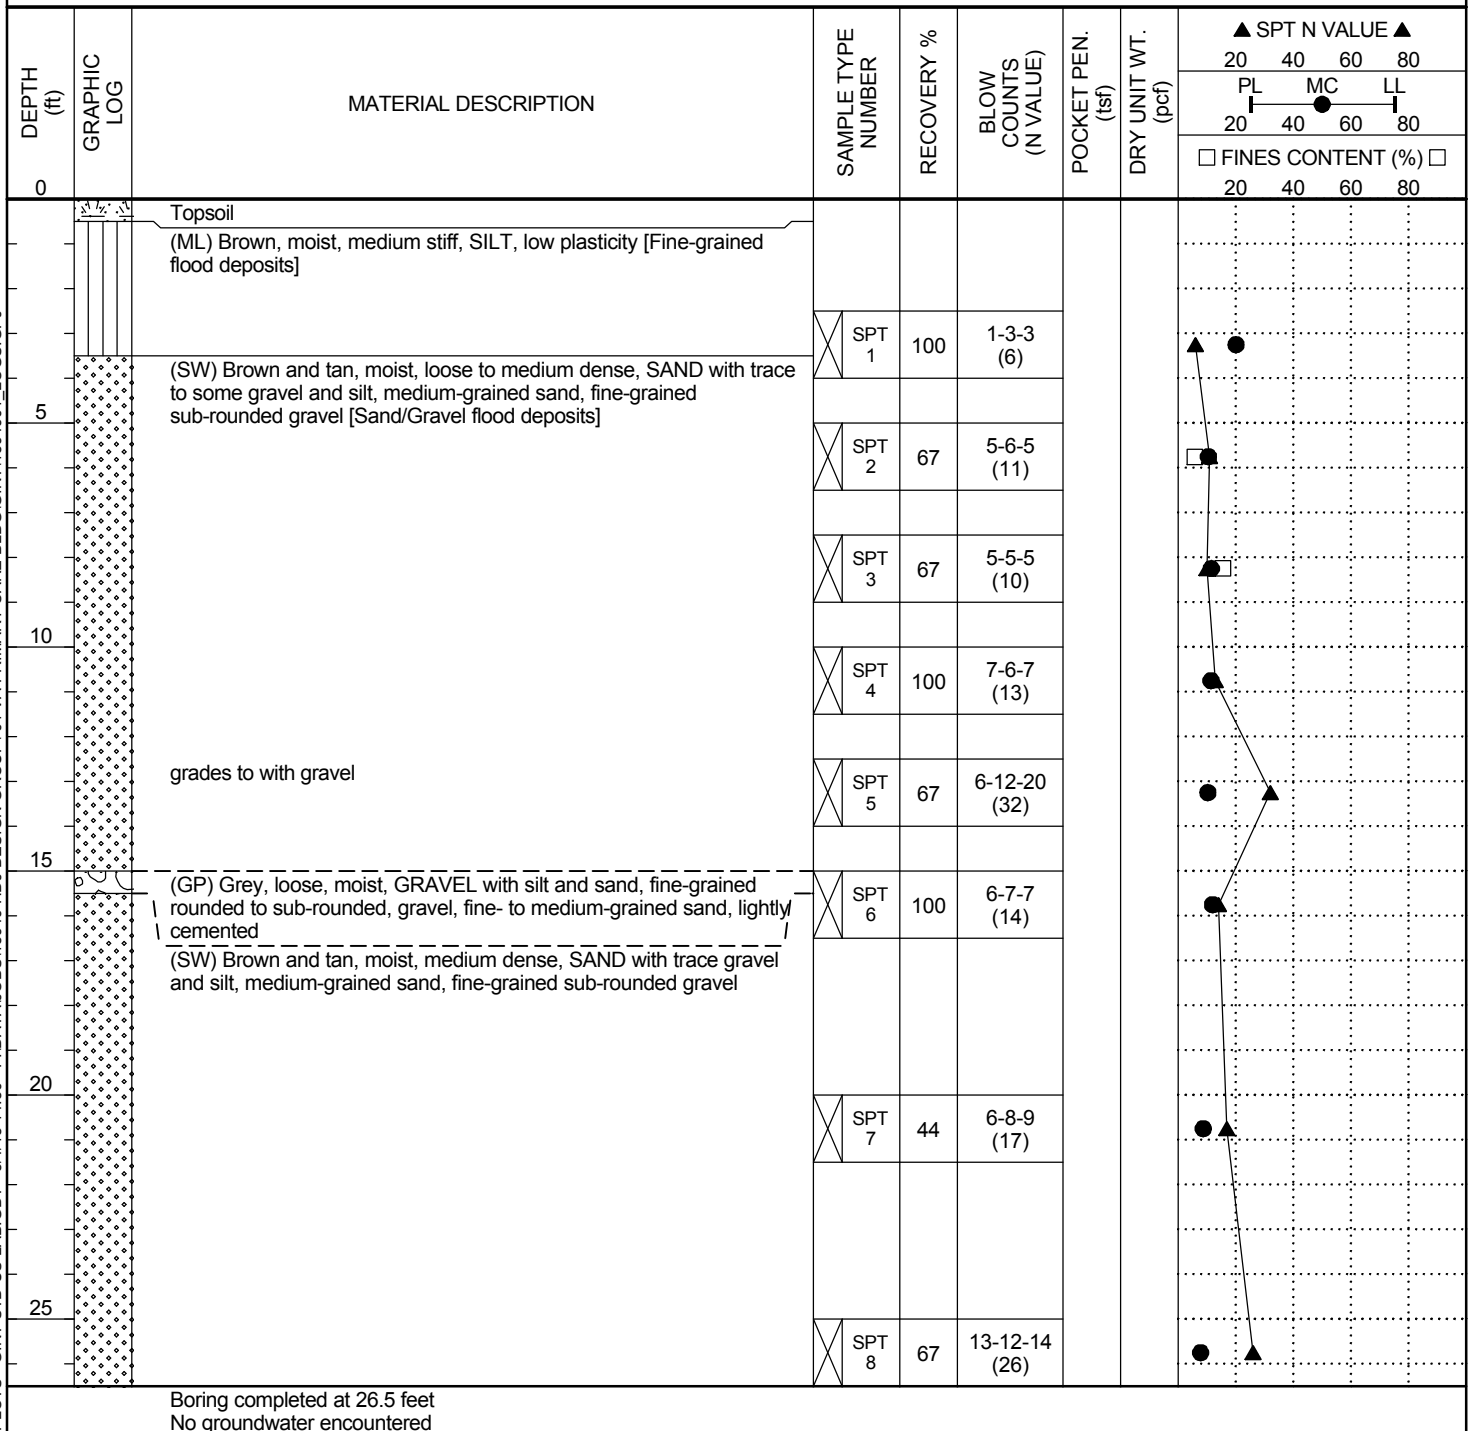 DEPTH
(ft)
GRAPHIC
LOG
MATERIAL DESCRIPTION
SAMPLE TYPE
NUMBER
RECOVERY %
BLOW
COUNTS
(N VALUE)
POCKET PEN.
(tsf)
DRY UNIT WT.
(pcf)
▲ SPT N VALUE ▲
20 40 60 80
PL MC LL
20 40 60 80
□ FINES CONTENT (%) □
20 40 60 80
0
Topsoil
(ML) Brown, moist, medium stiff, SILT, low plasticity [Fine-grained
flood deposits]
SPT
1
100
1-3-3
(6)
(SW) Brown and tan, moist, loose to medium dense, SAND with trace
to some gravel and silt, medium-grained sand, fine-grained
sub-rounded gravel [Sand/Gravel flood deposits]
5
SPT
2
67
5-6-5
(11)
SPT
3
67
5-5-5
(10)
10
SPT
4
100
7-6-7
(13)
grades to with gravel
SPT
5
67
6-12-20
(32)
15
(GP) Grey, loose, moist, GRAVEL with silt and sand, fine-grained
rounded to sub-rounded, gravel, fine- to medium-grained sand, lightly
cemented
SPT
6
100
6-7-7
(14)
(SW) Brown and tan, moist, medium dense, SAND with trace gravel
and silt, medium-grained sand, fine-grained sub-rounded gravel
20
SPT
7
44
6-8-9
(17)
25
SPT
8
67
13-12-14
(26)
Boring completed at 26.5 feet
No groundwater encountered